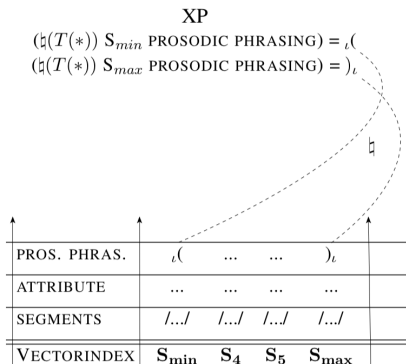 XP
(♮(T(∗)) S_min PROSODIC PHRASING) = ι(
(♮(T(∗)) S_max PROSODIC PHRASING) = )ι
♮
PROS. PHRAS. ι( ... ... )ι
ATTRIBUTE ... ... ... ...
SEGMENTS /.../ /.../ /.../ /.../
VECTORINDEX S_min S_4 S_5 S_max